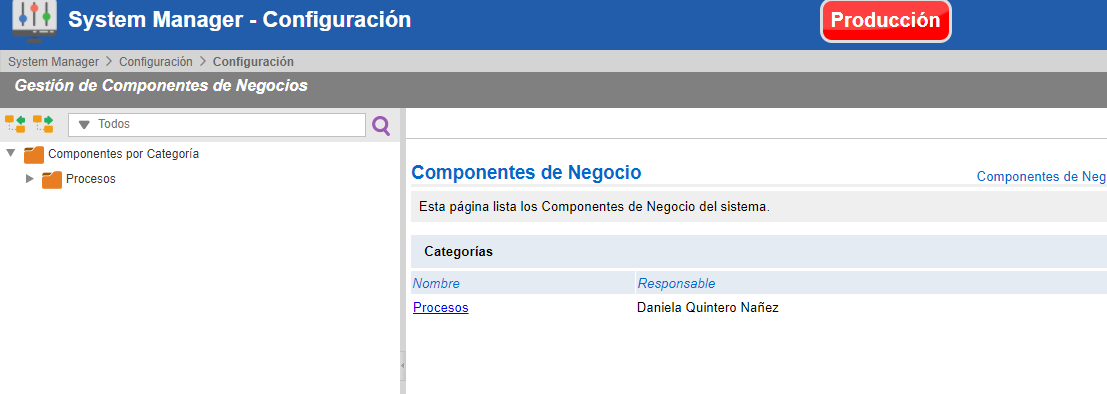 System Manager - Configuración
Producción
System Manager > Configuración > Configuración
Gestión de Componentes de Negocios
Todos
Componentes por Categoría
Procesos
Componentes de Negocio
Componentes de Neg
Esta página lista los Componentes de Negocio del sistema.
Categorías
Nombre Responsable
Procesos Daniela Quintero Nañez